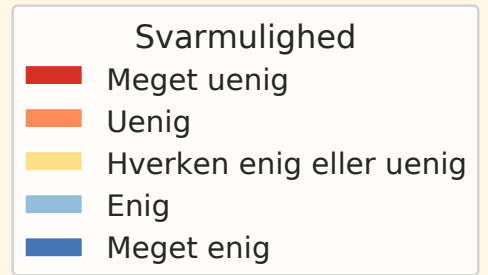 Svarmulighed
Meget uenig
Uenig
Hverken enig eller uenig
Enig
Meget enig